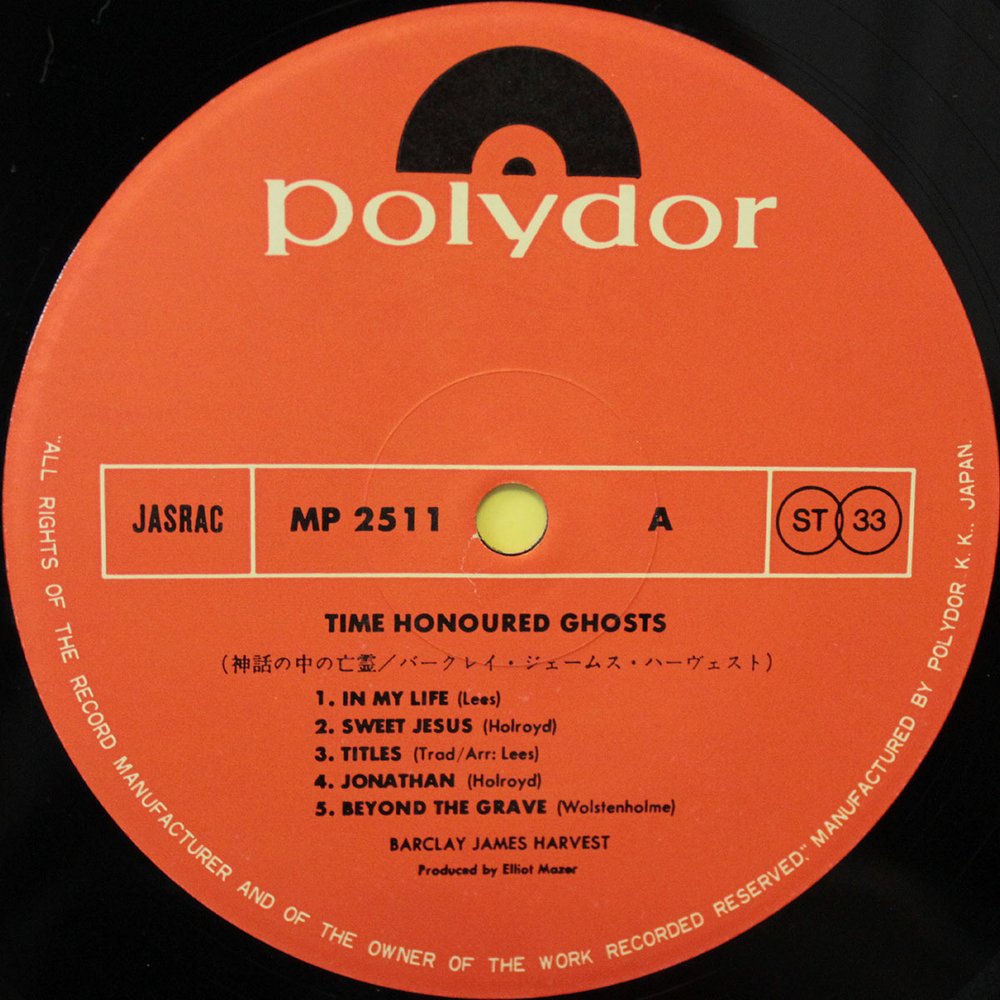 polydor
JASRAC
MP 2511
A
ST 33
TIME HONOURED GHOSTS
(神話の中の亡霊/バークレイ・ジェームス・ハーヴェスト)
1. IN MY LIFE (Lees)
2. SWEET JESUS (Holroyd)
3. TITLES (Trad/Arr: Lees)
4. JONATHAN (Holroyd)
5. BEYOND THE GRAVE (Wolstenholme)
BARCLAY JAMES HARVEST
Produced by Elliot Mazer
"ALL RIGHTS OF THE RECORD MANUFACTURER AND OF THE OWNER OF THE WORK RECORDED RESERVED." MANUFACTURED BY POLYDOR K. K., JAPAN.